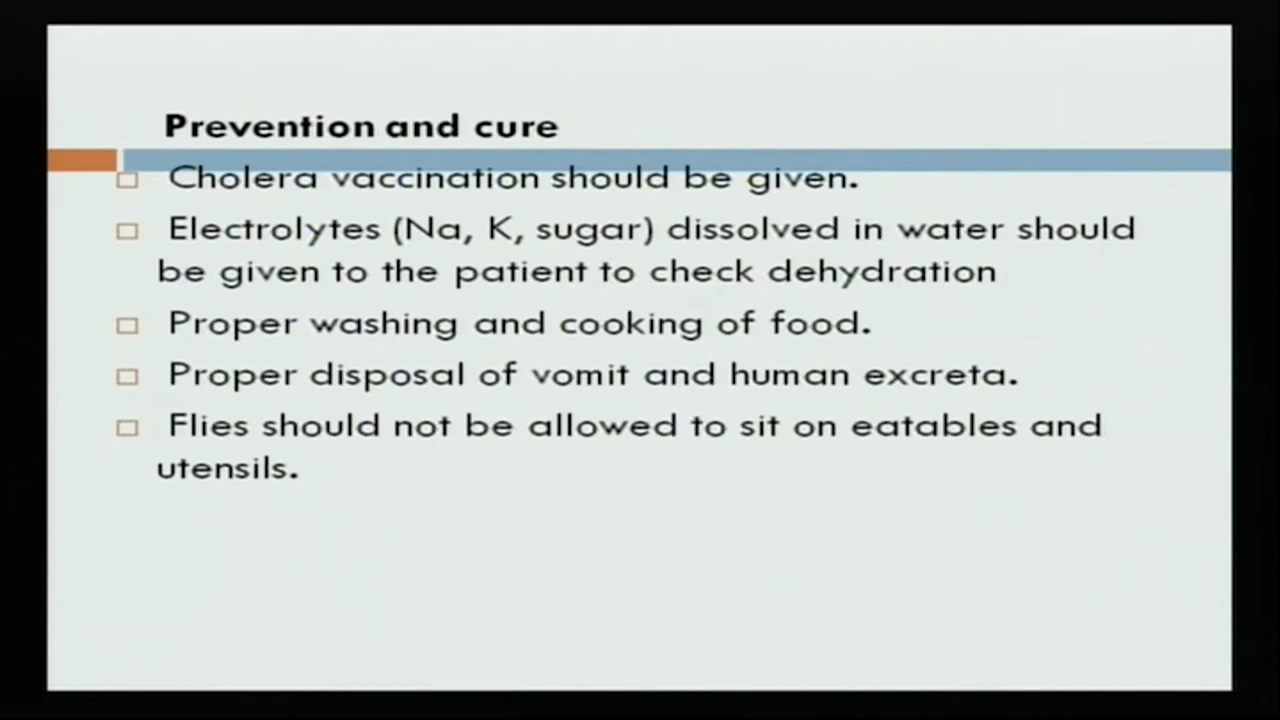 Prevention and cure
Cholera vaccination should be given.
Electrolytes (Na, K, sugar) dissolved in water should
be given to the patient to check dehydration
Proper washing and cooking of food.
Proper disposal of vomit and human excreta.
Flies should not be allowed to sit on eatables and
utensils.